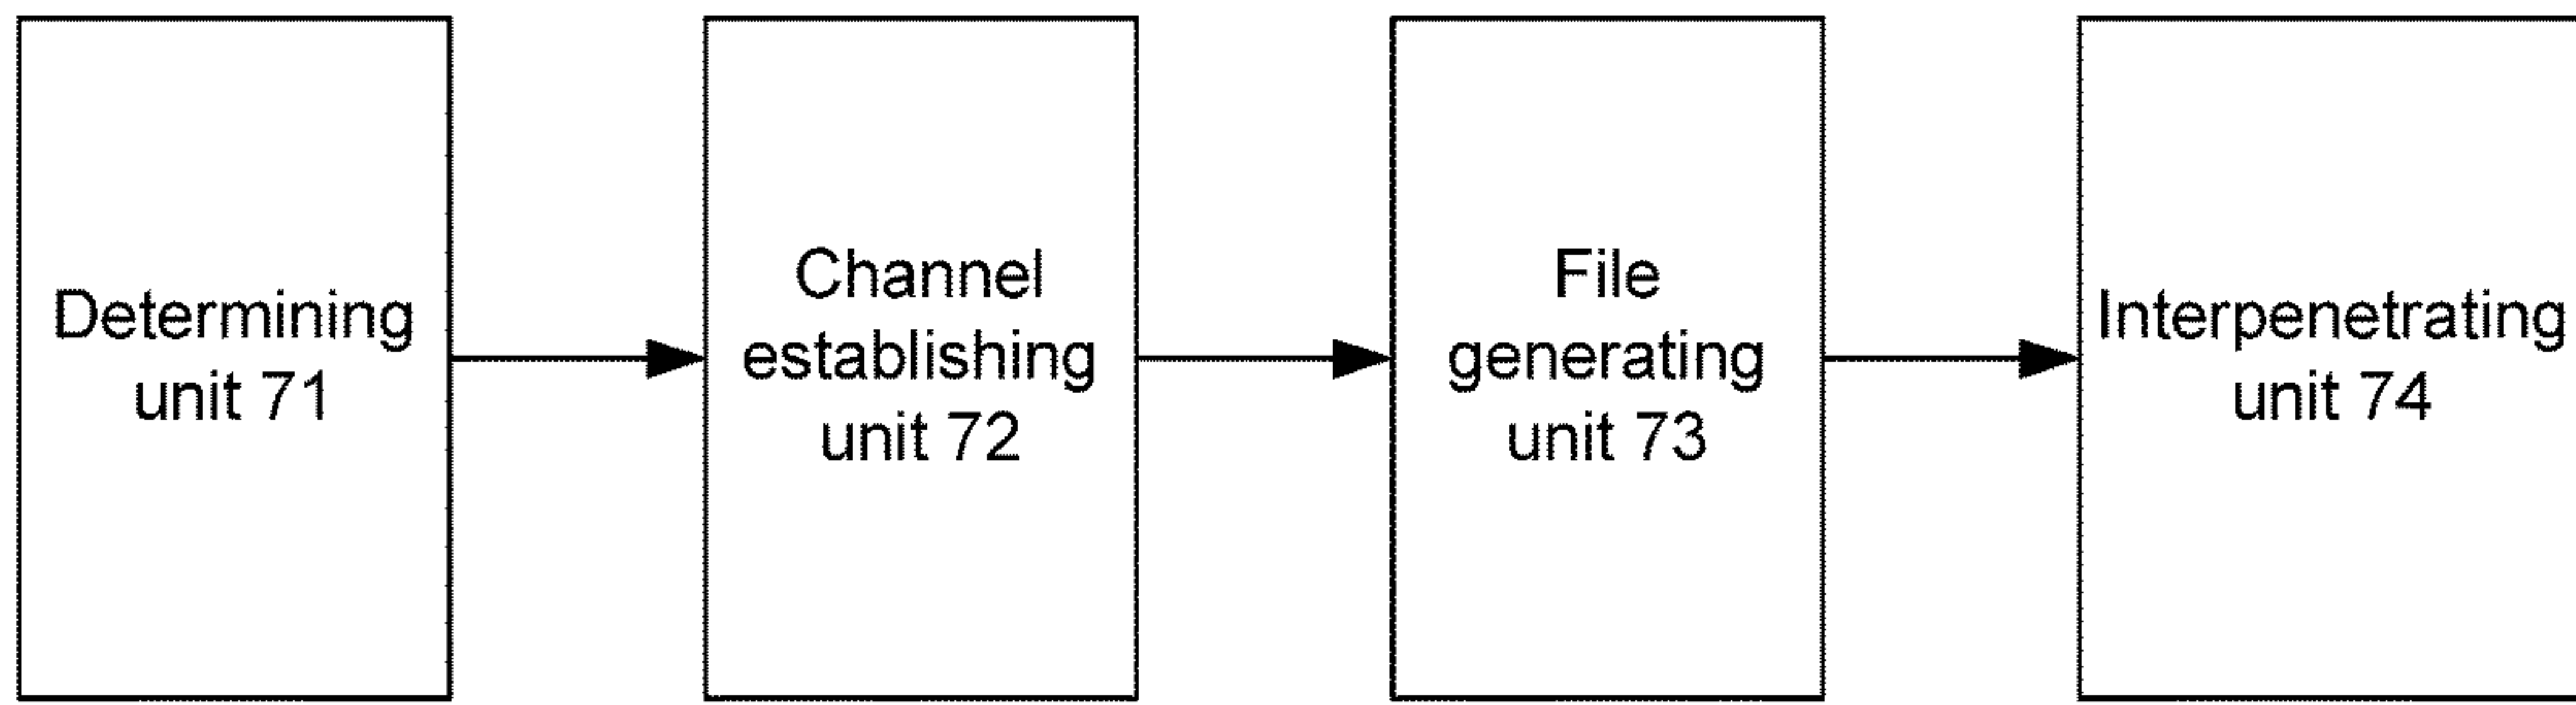 Determining
unit 71
Channel
establishing
unit 72
File
generating
unit 73
Interpenetrating
unit 74